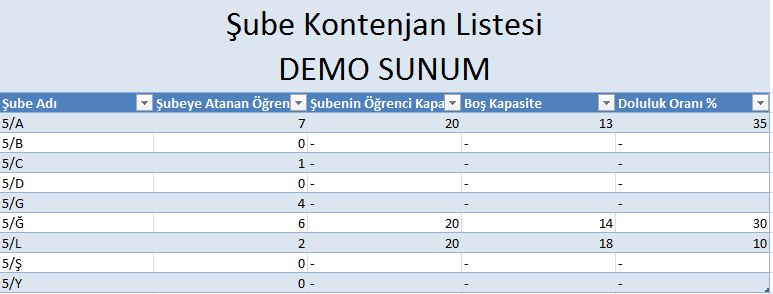 Şube Kontenjan Listesi
DEMO SUNUM
Şube Adı Şubeye Atanan Öğren Şubenin Öğrenci Kapa Boş Kapasite Doluluk Oranı %
5/A 7 20 13 35
5/B 0 - - -
5/C 1 - - -
5/D 0 - - -
5/G 4 - - -
5/Ğ 6 20 14 30
5/L 2 20 18 10
5/Ş 0 - - -
5/Y 0 - - -